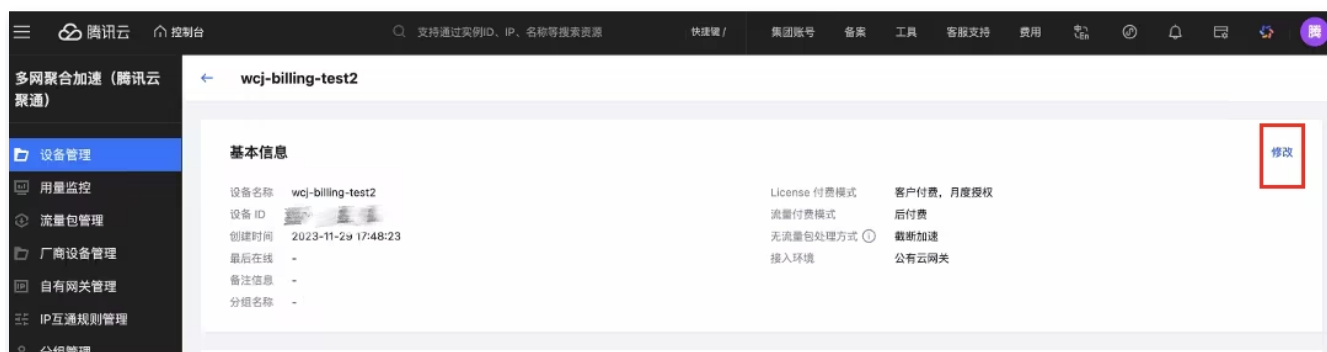 腾讯云 控制台 支持通过实例ID、IP、名称等搜索资源 快捷键 / 集团账号 备案 工具 客服支持 费用
多网聚合加速（腾讯云聚通）
← wcj-billing-test2
设备管理
用量监控
流量包管理
厂商设备管理
自有网关管理
IP互通规则管理
分组管理
基本信息 修改
设备名称 wcj-billing-test2
设备 ID
创建时间 2023-11-29 17:48:23
最后在线 -
备注信息 -
分组名称 -
License 付费模式 客户付费，月度授权
流量付费模式 后付费
无流量包处理方式 截断加速
接入环境 公有云网关
腾